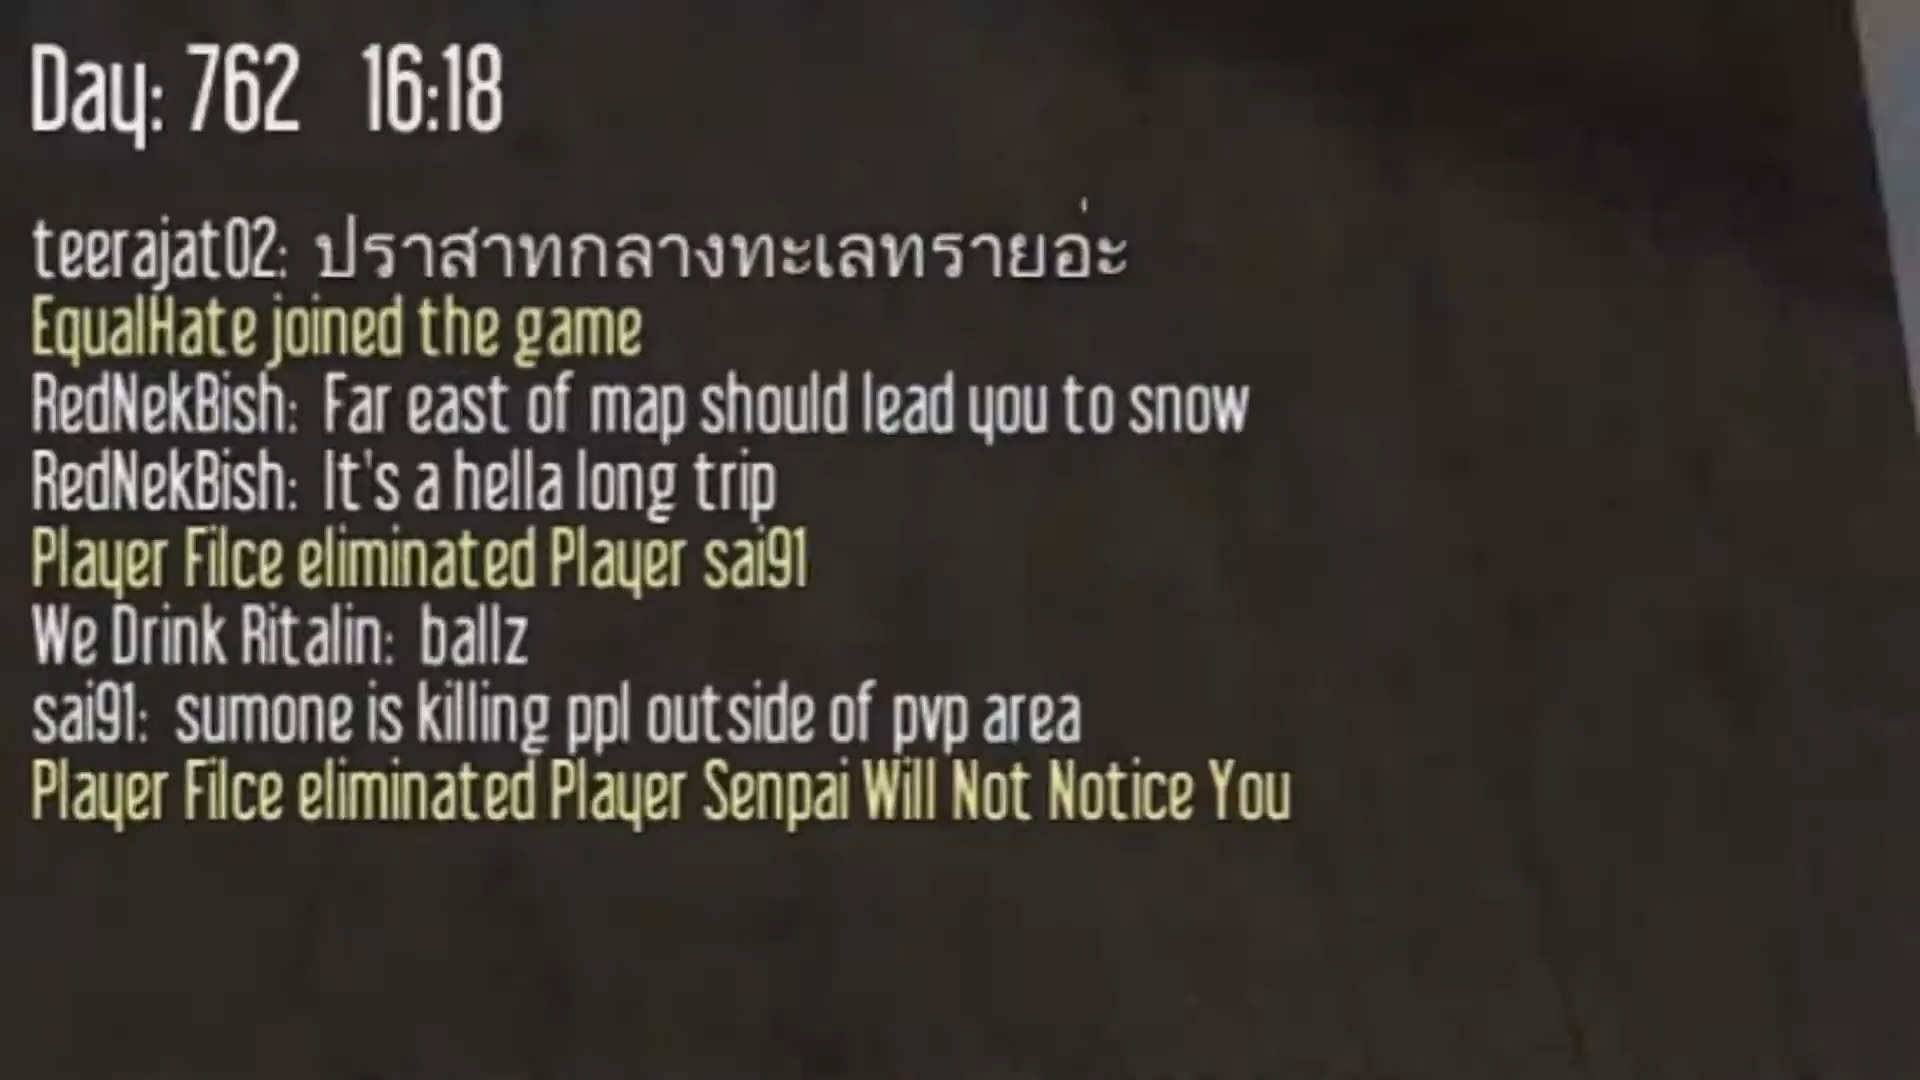 Day: 762 16:18
teerajat02: ปราสาทกลางทะเลทรายอ่ะ
EqualHate joined the game
RedNekBish: Far east of map should lead you to snow
RedNekBish: It's a hella long trip
Player Filce eliminated Player sai91
We Drink Ritalin: ballz
sai91: sumone is killing ppl outside of pvp area
Player Filce eliminated Player Senpai Will Not Notice You